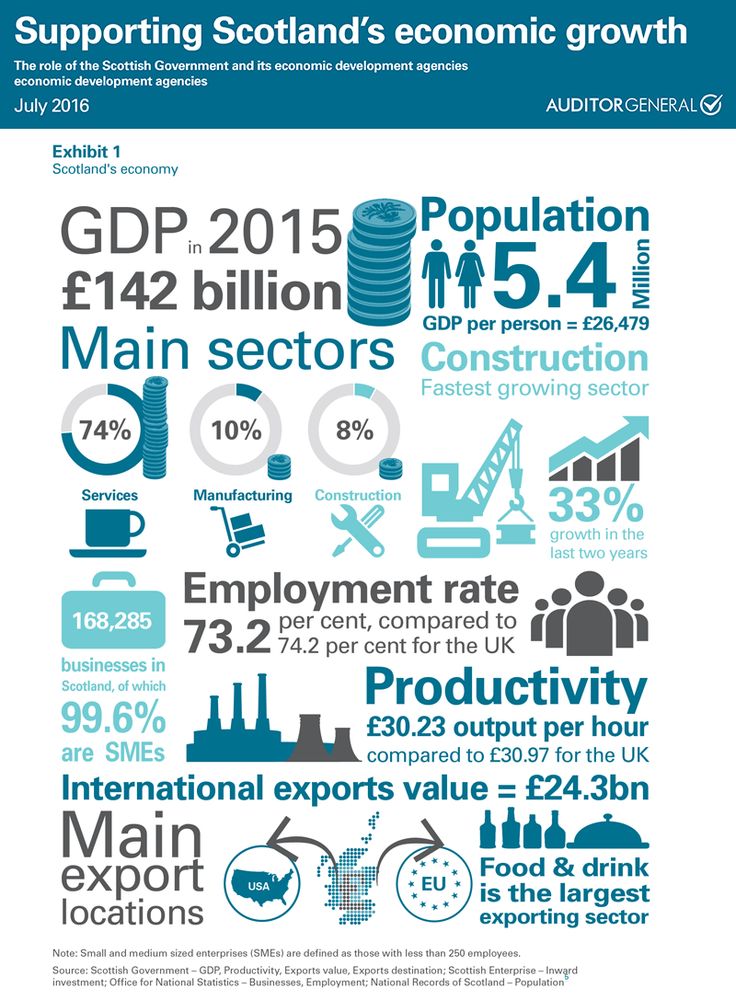 Supporting Scotland's economic growth
The role of the Scottish Government and its economic development agencies
economic development agencies
July 2016
AUDITORGENERAL
Exhibit 1
Scotland's economy
GDP in 2015
£142 billion
Population
5.4 Million
GDP per person = £26,479
Main sectors
74%
Services
10%
Manufacturing
8%
Construction
Construction
Fastest growing sector
33%
growth in the
last two years
168,285
businesses in
Scotland, of which
99.6%
are SMEs
Employment rate
73.2 per cent, compared to
74.2 per cent for the UK
Productivity
£30.23 output per hour
compared to £30.97 for the UK
International exports value = £24.3bn
Main
export
locations
USA
EU
Food & drink
is the largest
exporting sector
Note: Small and medium sized enterprises (SMEs) are defined as those with less than 250 employees.
Source: Scottish Government – GDP, Productivity, Exports value, Exports destination; Scottish Enterprise – Inward
investment; Office for National Statistics – Businesses, Employment; National Records of Scotland – Population
5